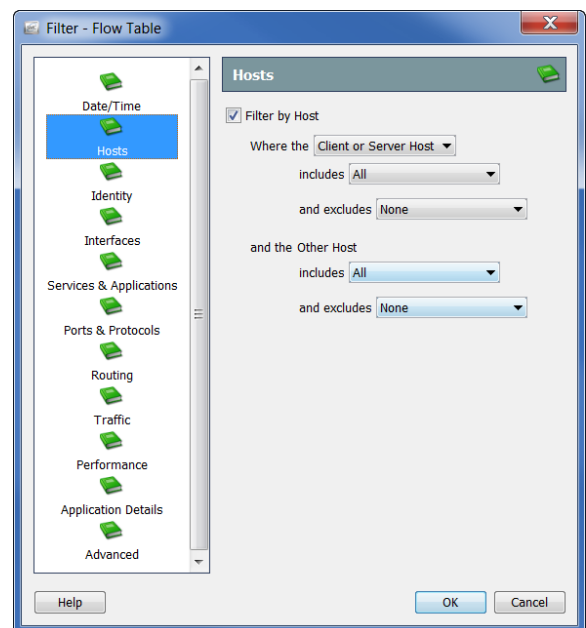 Filter - Flow Table
Date/Time
Hosts
Identity
Interfaces
Services & Applications
Ports & Protocols
Routing
Traffic
Performance
Application Details
Advanced
Hosts
Filter by Host
Where the Client or Server Host
includes All
and excludes None
and the Other Host
includes All
and excludes None
Help
OK
Cancel